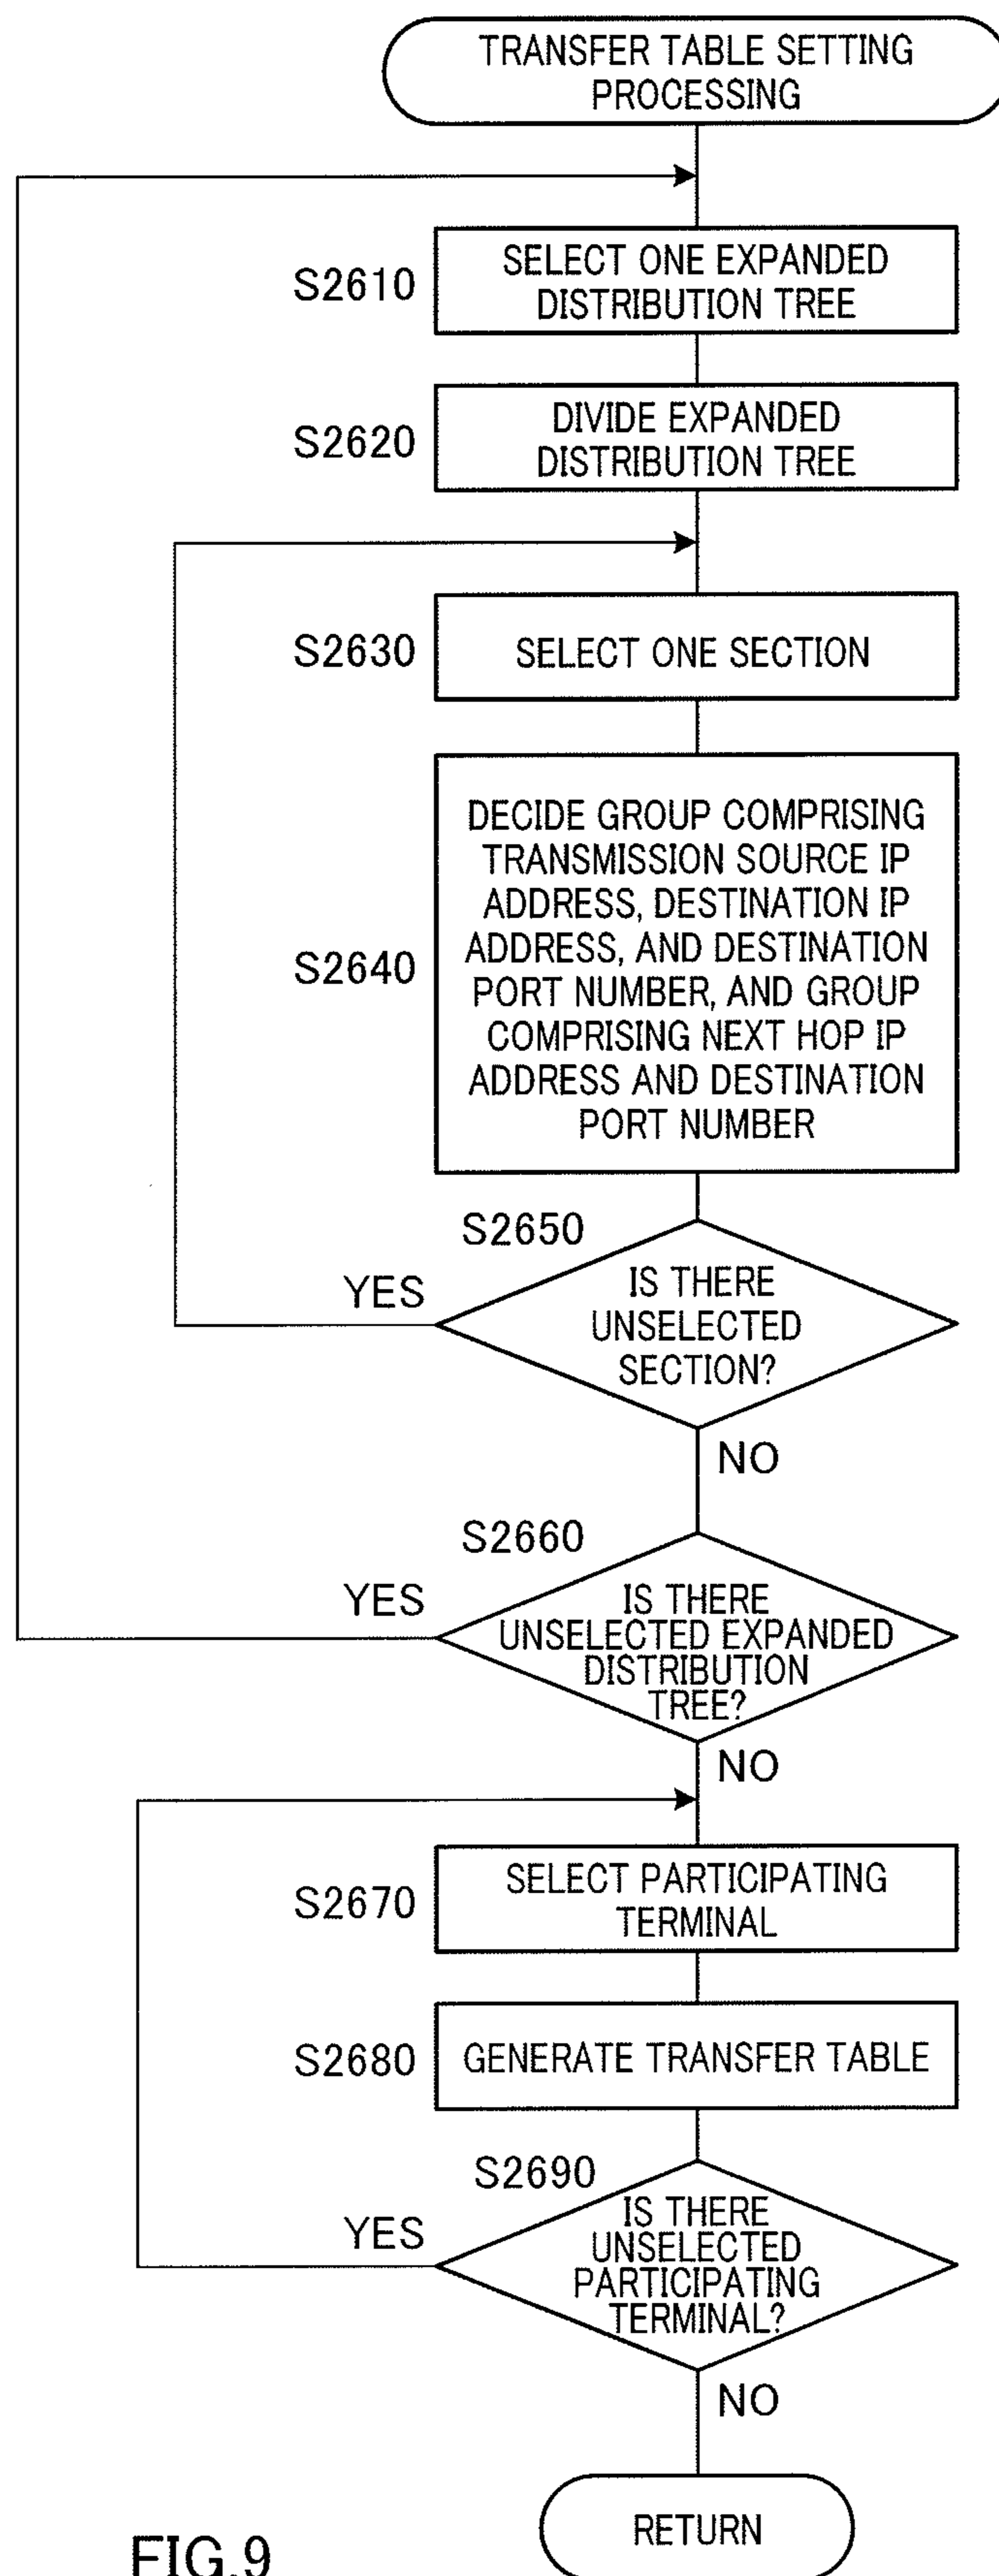 TRANSFER TABLE SETTING
PROCESSING
S2610
SELECT ONE EXPANDED
DISTRIBUTION TREE
S2620
DIVIDE EXPANDED
DISTRIBUTION TREE
S2630
SELECT ONE SECTION
S2640
DECIDE GROUP COMPRISING
TRANSMISSION SOURCE IP
ADDRESS, DESTINATION IP
ADDRESS, AND DESTINATION
PORT NUMBER, AND GROUP
COMPRISING NEXT HOP IP
ADDRESS AND DESTINATION
PORT NUMBER
S2650
YES
IS THERE
UNSELECTED
SECTION?
NO
S2660
YES
IS THERE
UNSELECTED EXPANDED
DISTRIBUTION
TREE?
NO
S2670
SELECT PARTICIPATING
TERMINAL
S2680
GENERATE TRANSFER TABLE
S2690
YES
IS THERE
UNSELECTED
PARTICIPATING
TERMINAL?
NO
RETURN
FIG.9